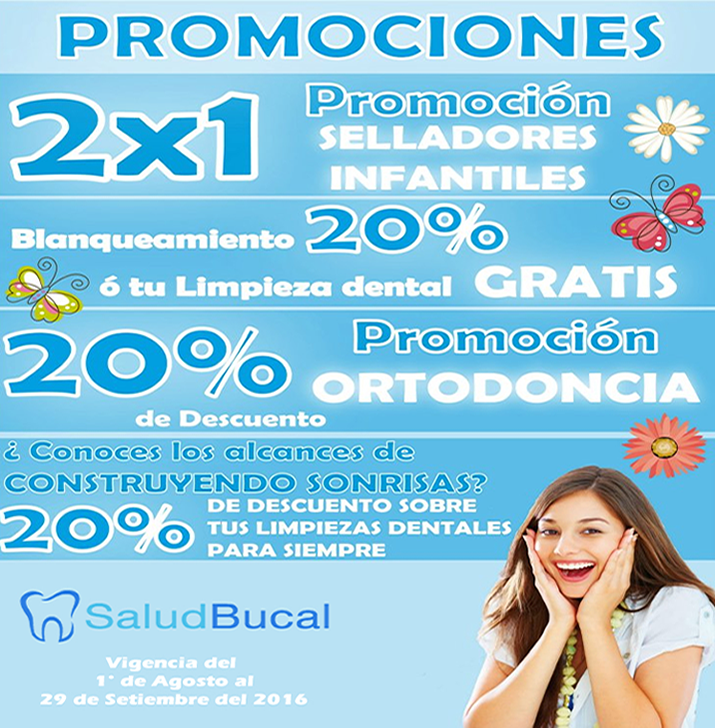 PROMOCIONES
2x1
Promoción
SELLADORES
INFANTILES
Blanqueamiento 20%
ó tu Limpieza dental GRATIS
20%
de Descuento
Promoción
ORTODONCIA
¿ Conoces los alcances de
CONSTRUYENDO SONRISAS?
20%
DE DESCUENTO SOBRE
TUS LIMPIEZAS DENTALES
PARA SIEMPRE
SaludBucal
Vigencia del
1° de Agosto al
29 de Setiembre del 2016